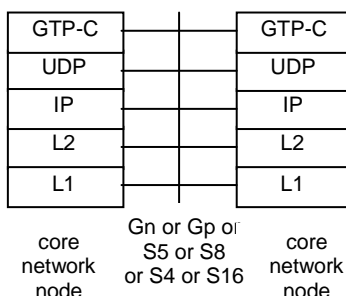 GTP-C GTP-C
UDP UDP
IP IP
L2 L2
L1 L1
core
network
node
Gn or Gp or
S5 or S8
or S4 or S16
core
network
node